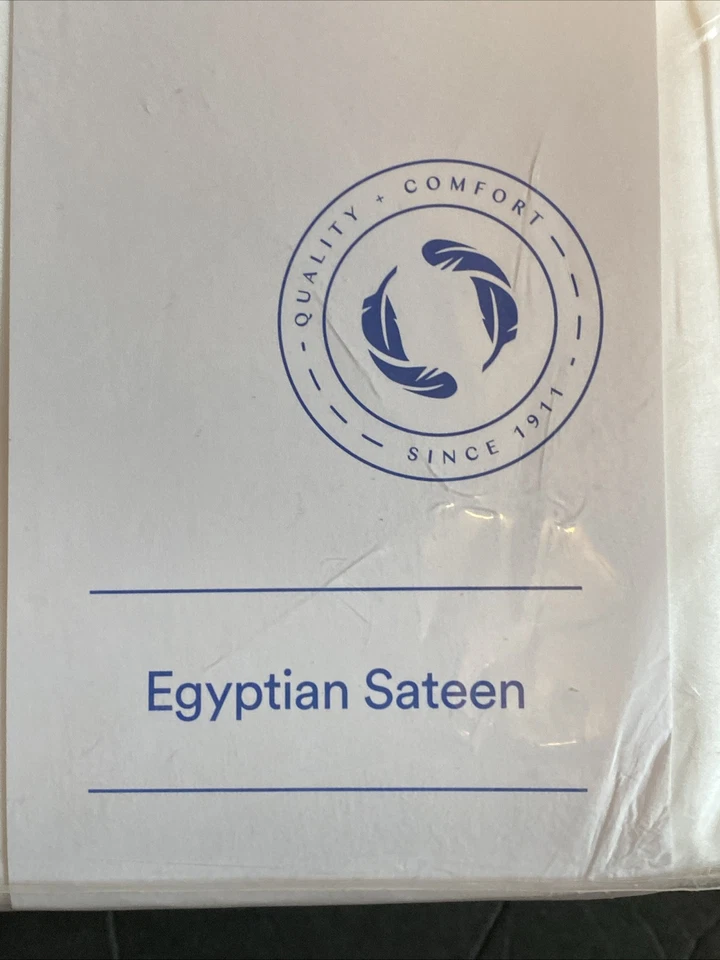 QUALITY + COMFORT
SINCE 1911
Egyptian Sateen